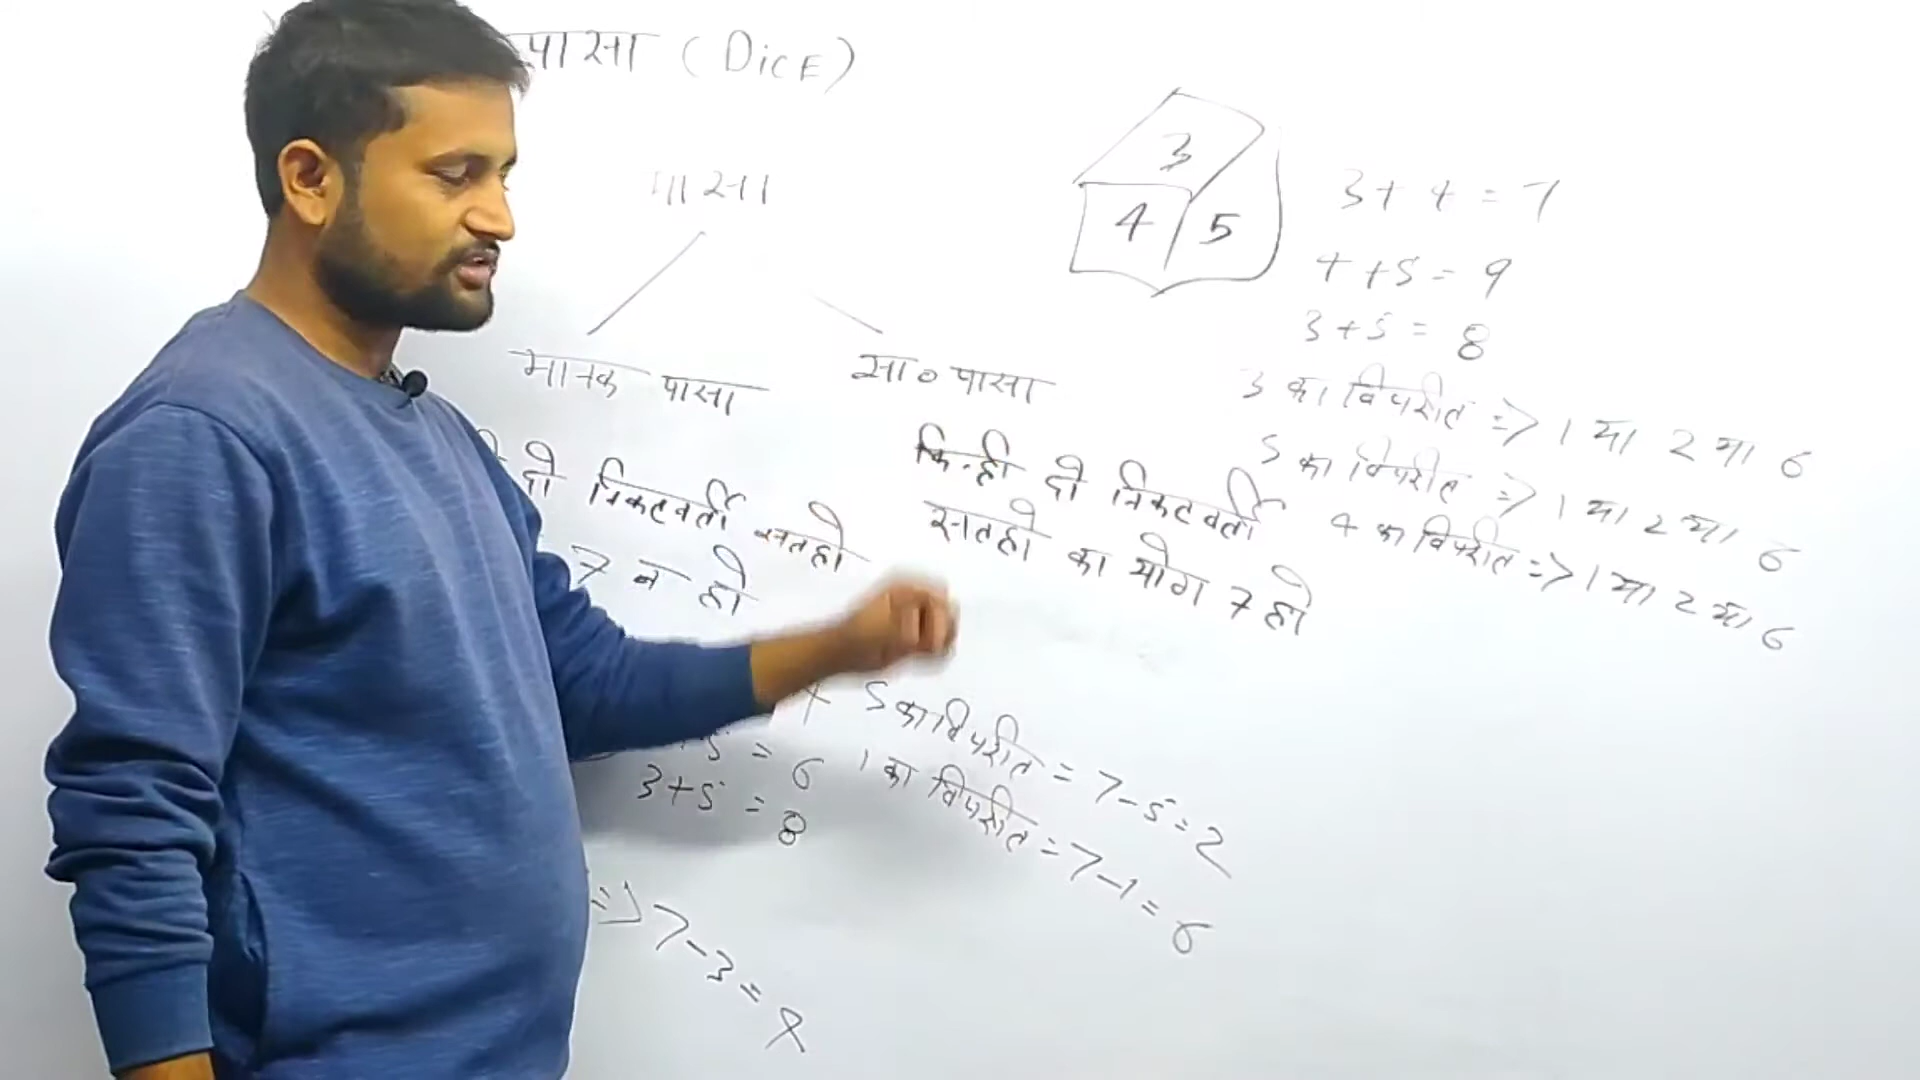 पासा (DicE)
पासा
मानक पासा
सा० पासा
दो निकटवर्ती सतहो
7 न हो
किन्ही दो निकटवर्ती
सतहो का योग 7 हो
3
4 5
3+4=7
4+5=9
3+5=8
3 का विपरीत => 1 या 2 या 6
5 का विपरीत => 1 या 2 या 6
4 का विपरीत => 1 या 2 या 6
5 = 6
3+5 = 8
=> 7-3=
5 का विपरीत = 7-5=2
1 का विपरीत = 7-1=6